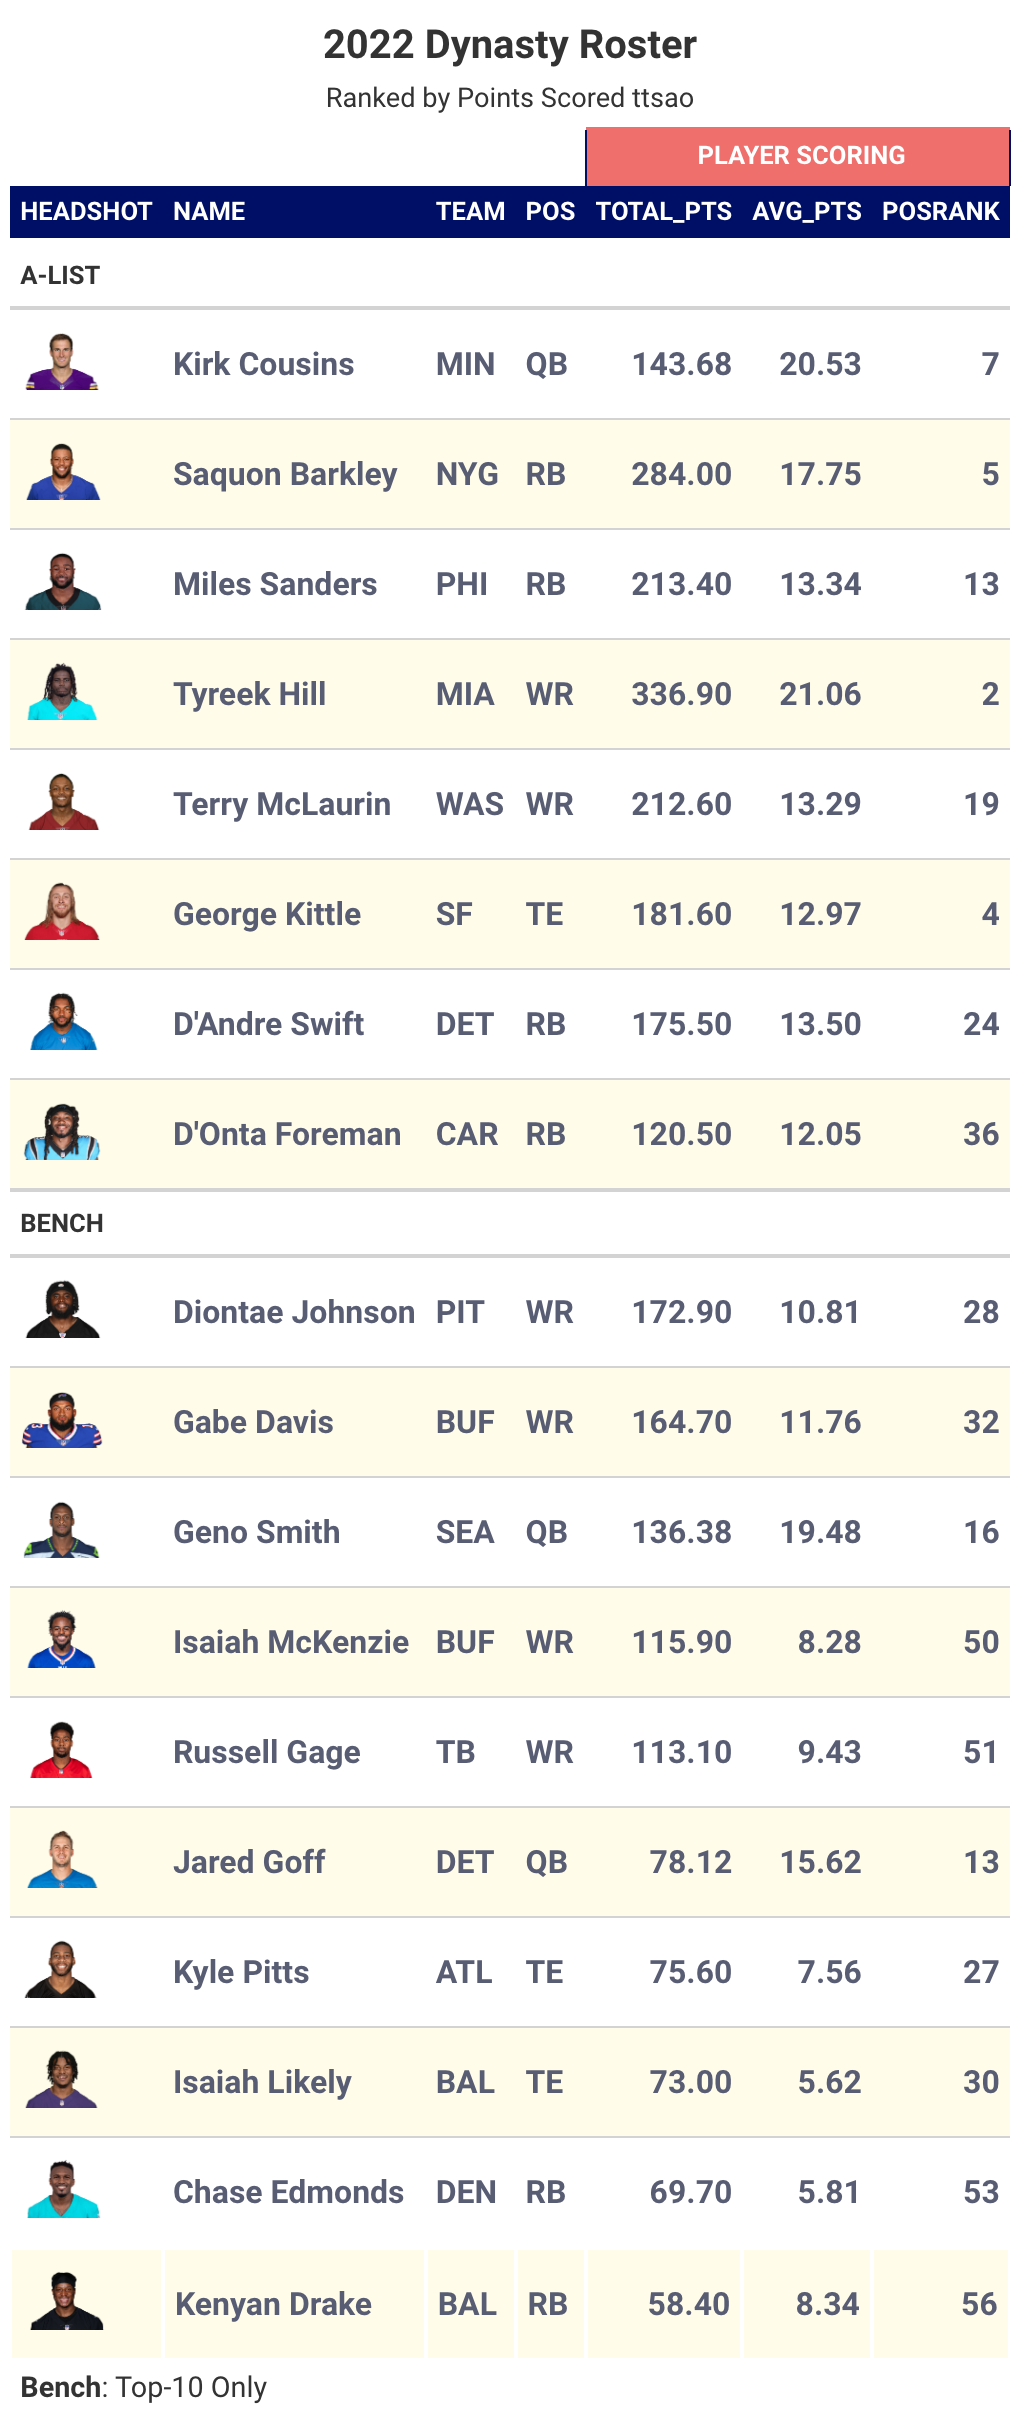 2022 Dynasty Roster
Ranked by Points Scored ttsao
PLAYER SCORING
HEADSHOT NAME TEAM POS TOTAL_PTS AVG_PTS POSRANK
A-LIST
Kirk Cousins MIN QB 143.68 20.53 7
Saquon Barkley NYG RB 284.00 17.75 5
Miles Sanders PHI RB 213.40 13.34 13
Tyreek Hill MIA WR 336.90 21.06 2
Terry McLaurin WAS WR 212.60 13.29 19
George Kittle SF TE 181.60 12.97 4
D'Andre Swift DET RB 175.50 13.50 24
D'Onta Foreman CAR RB 120.50 12.05 36
BENCH
Diontae Johnson PIT WR 172.90 10.81 28
Gabe Davis BUF WR 164.70 11.76 32
Geno Smith SEA QB 136.38 19.48 16
Isaiah McKenzie BUF WR 115.90 8.28 50
Russell Gage TB WR 113.10 9.43 51
Jared Goff DET QB 78.12 15.62 13
Kyle Pitts ATL TE 75.60 7.56 27
Isaiah Likely BAL TE 73.00 5.62 30
Chase Edmonds DEN RB 69.70 5.81 53
Kenyan Drake BAL RB 58.40 8.34 56
Bench: Top-10 Only